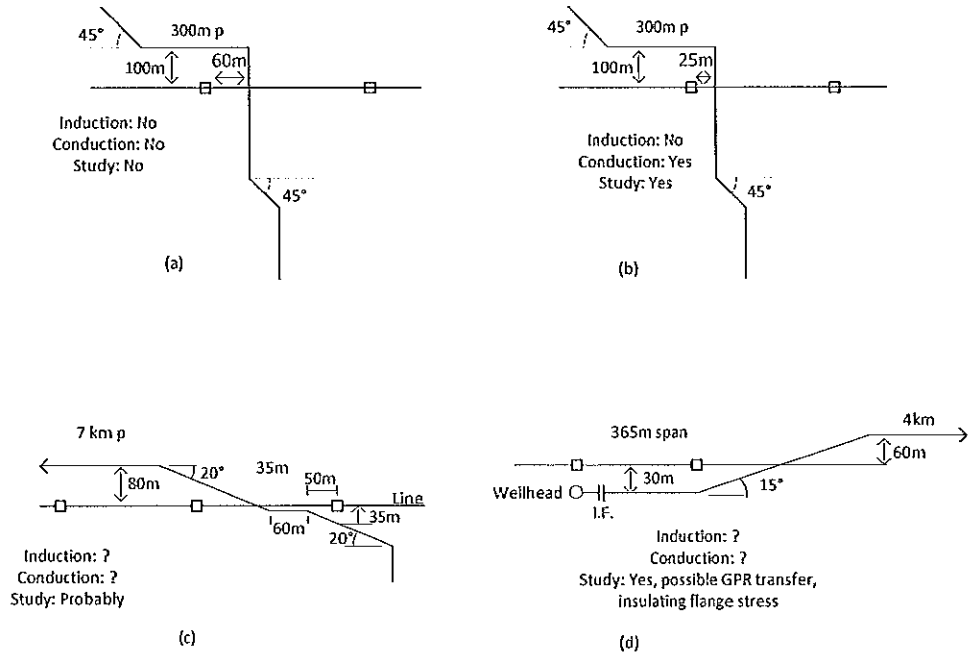 45°
300m p
100m
60m
Induction: No
Conduction: No
Study: No
45°
(a)
45°
300m p
100m
25m
Induction: No
Conduction: Yes
Study: Yes
45°
(b)
7 km p
80m
20°
35m
50m
Line
60m
35m
20°
Induction: ?
Conduction: ?
Study: Probably
(c)
365m span
4km
60m
30m
Wellhead
I.F.
15°
Induction: ?
Conduction: ?
Study: Yes, possible GPR transfer,
insulating flange stress
(d)